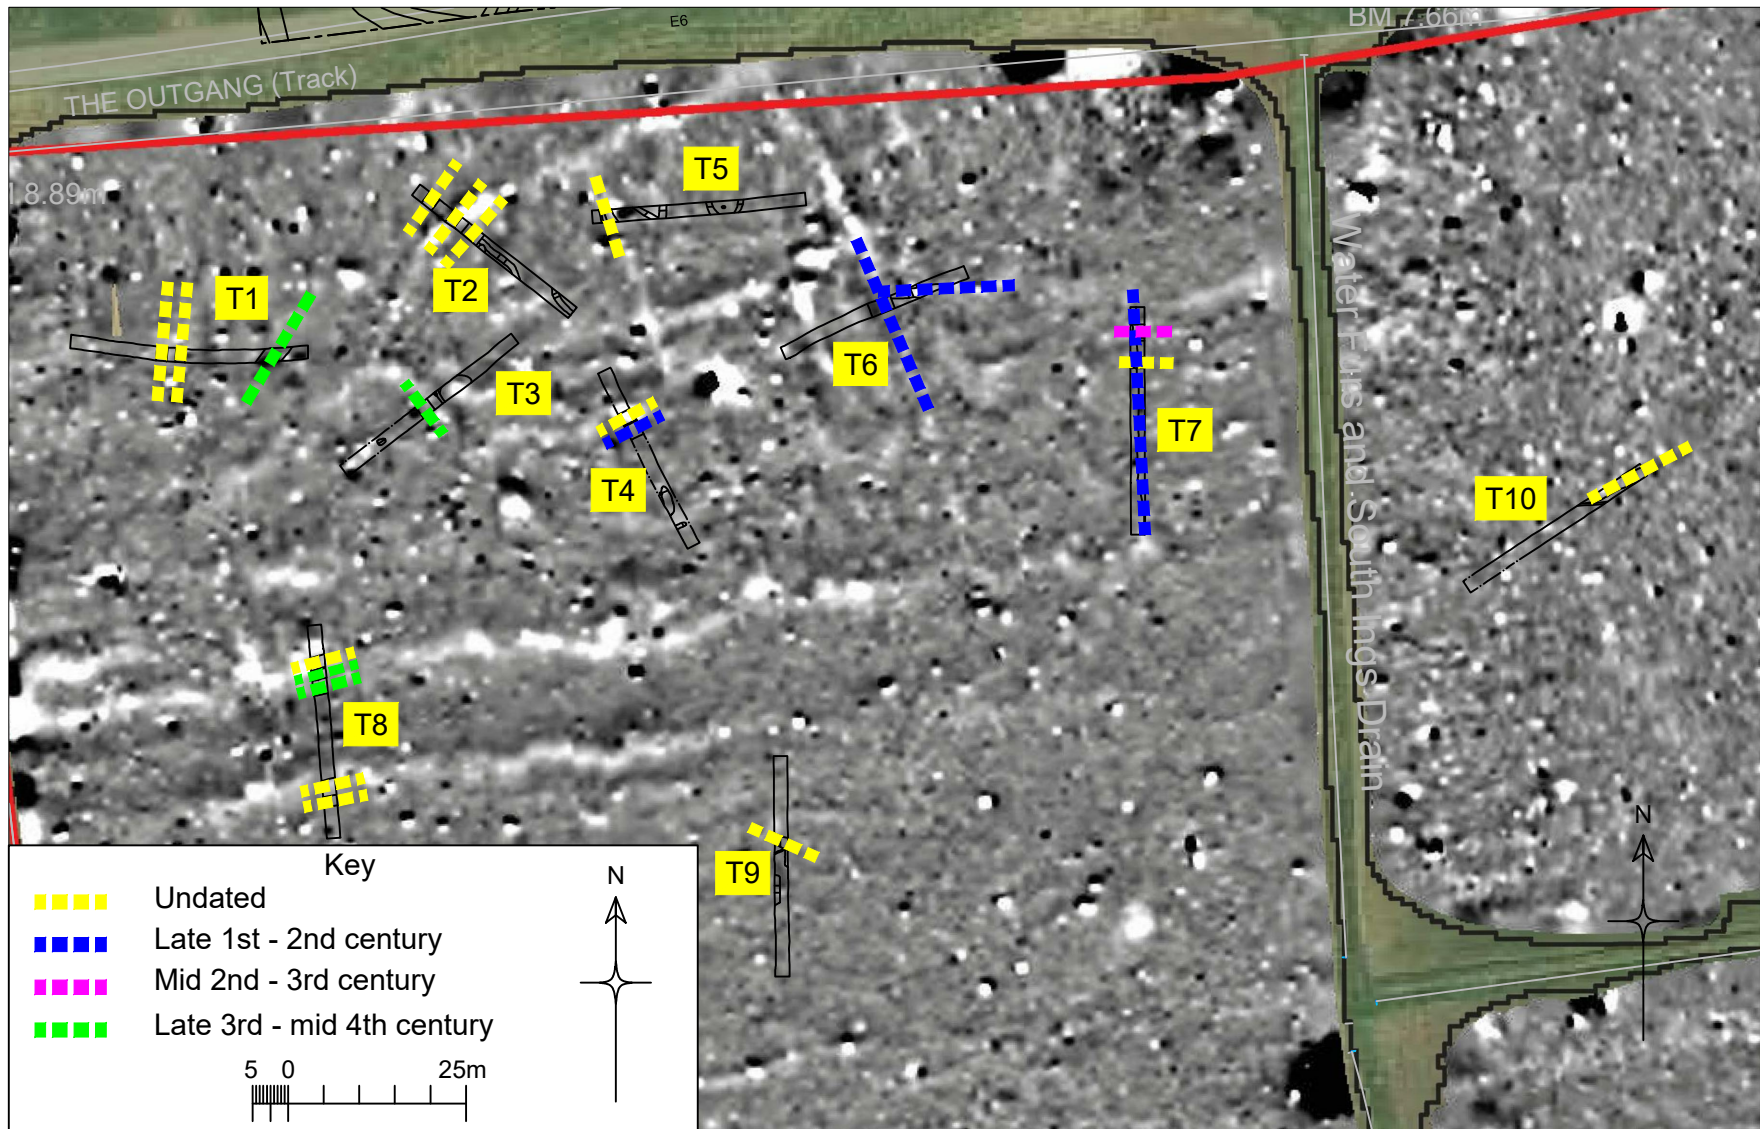 E6
BM 7.66m
THE OUTGANG (Track)
8.89m
T5
T2
T1
T6
T3
T7
T4
T10
T8
T9
and South Ings Drain
N
Key
Undated
Late 1st - 2nd century
Mid 2nd - 3rd century
Late 3rd - mid 4th century
5 0 25m
N